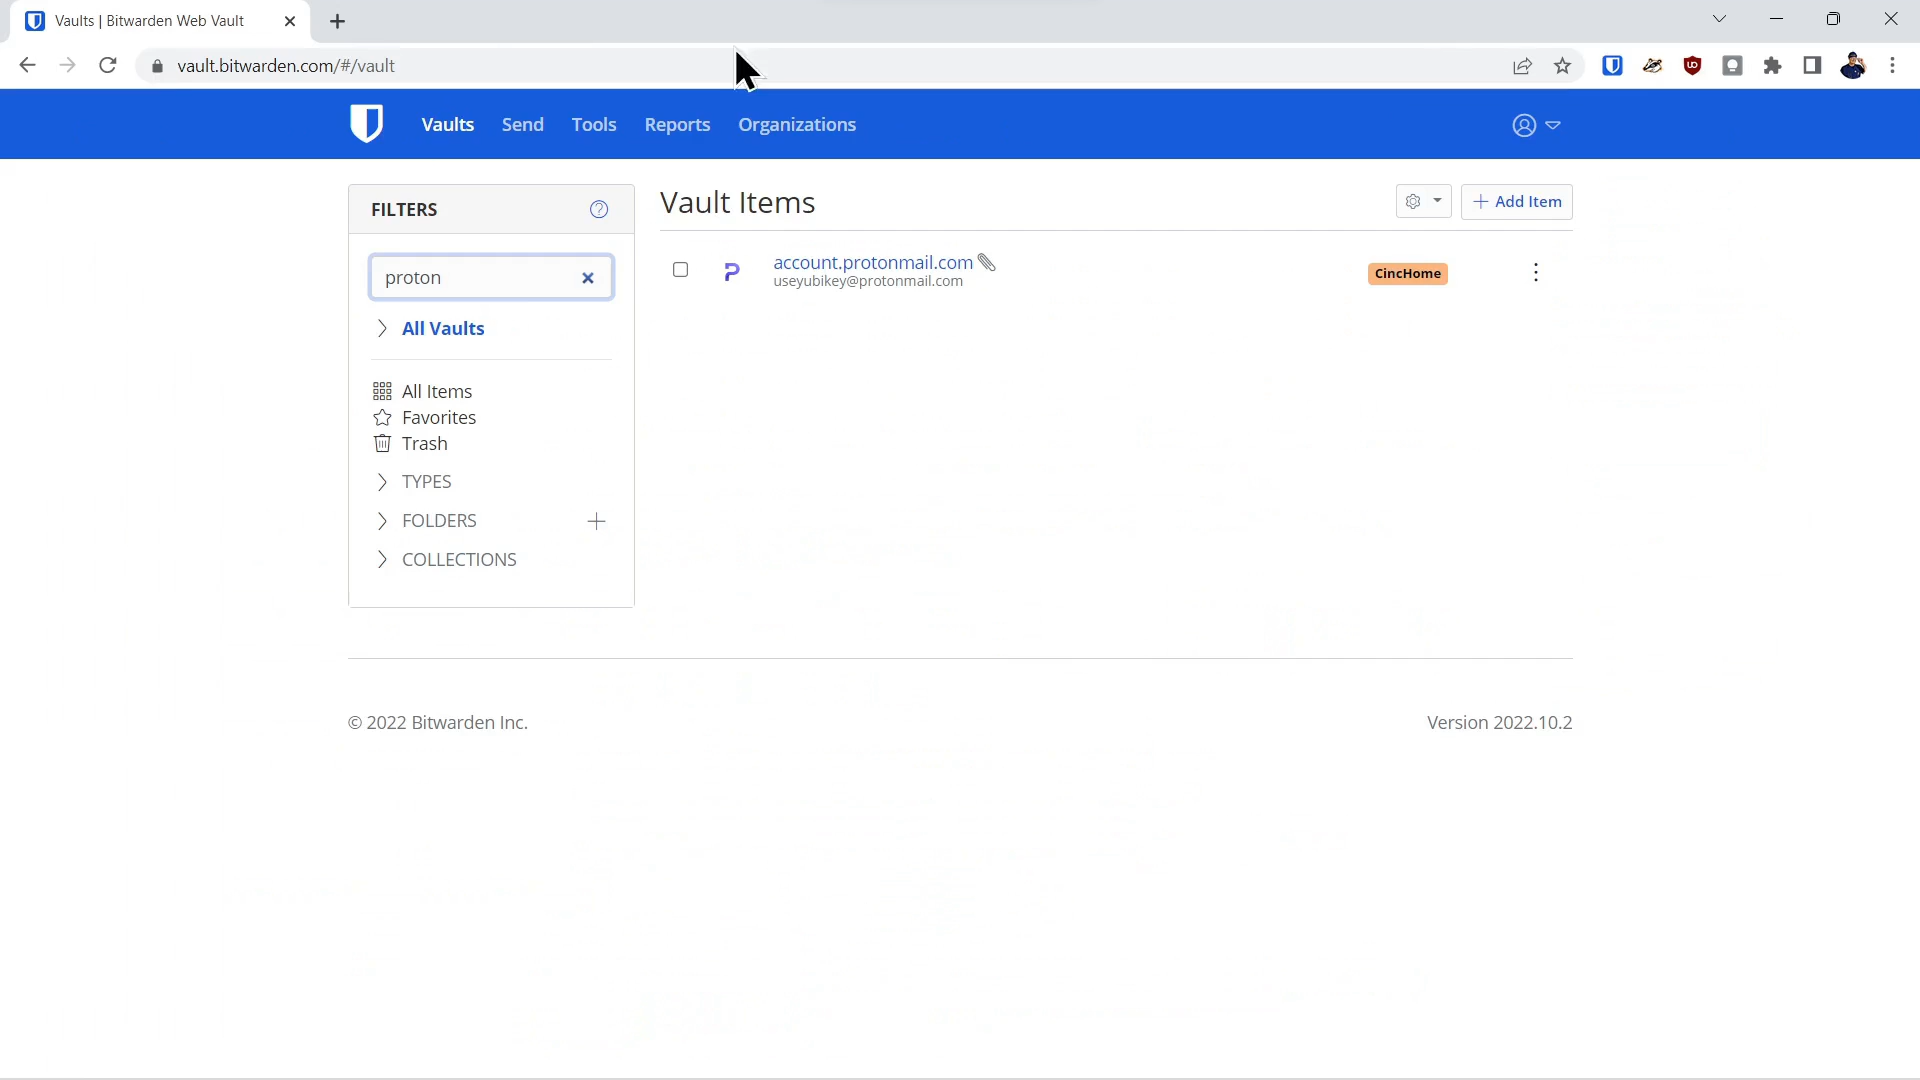 Vaults | Bitwarden Web Vault
vault.bitwarden.com/#/vault
Vaults Send Tools Reports Organizations
FILTERS
proton
All Vaults
All Items
Favorites
Trash
TYPES
FOLDERS
COLLECTIONS
Vault Items
Add Item
account.protonmail.com
useyubikey@protonmail.com
CincHome
© 2022 Bitwarden Inc.
Version 2022.10.2